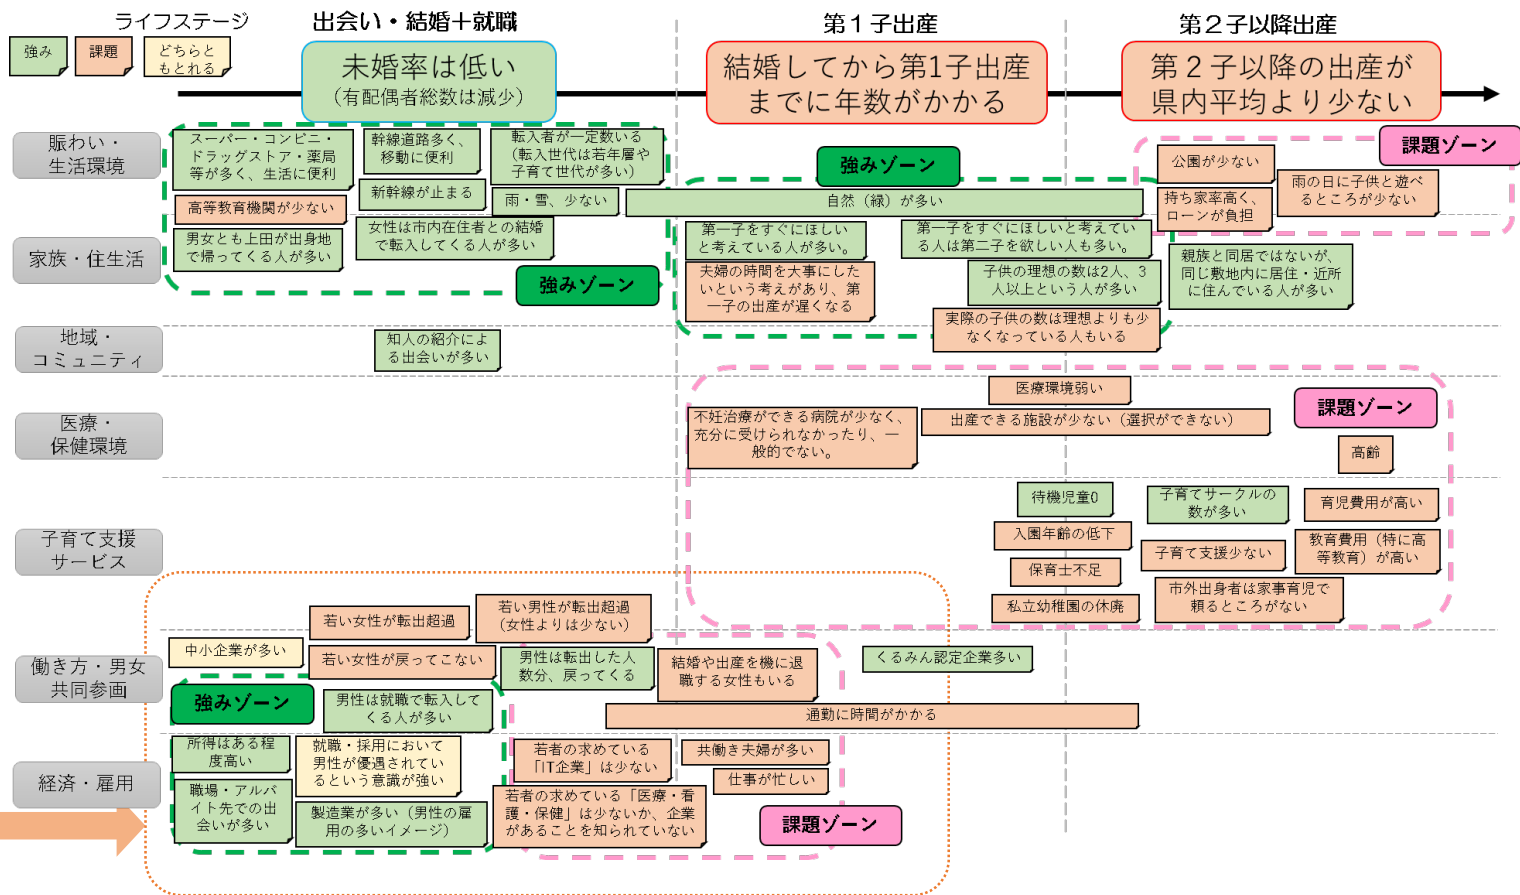 ライフステージ
強み
課題
どちらと
もとれる
出会い・結婚＋就職
第１子出産
第２子以降出産
未婚率は低い
(有配偶者総数は減少)
結婚してから第1子出産
までに年数がかかる
第２子以降の出産が
県内平均より少ない
賑わい・
生活環境
スーパー・コンビニ・
ドラッグストア・薬局
等が多く、生活に便利
幹線道路多く、
移動に便利
転入者が一定数いる
（転入世代は若年層や
子育て世代が多い）
新幹線が止まる
雨・雪、少ない
高等教育機関が少ない
強みゾーン
自然（緑）が多い
公園が少ない
課題ゾーン
雨の日に子供と遊べ
るところが少ない
持ち家率高く、
ローンが負担
家族・住生活
男女とも上田が出身地
で帰ってくる人が多い
女性は市内在住者との結婚
で転入してくる人が多い
強みゾーン
第一子をすぐにほしい
と考えている人が多い。
第一子をすぐにほしいと考えてい
る人は第二子を欲しい人も多い。
夫婦の時間を大事にした
いという考えがあり、第
一子の出産が遅くなる
子供の理想の数は2人、3
人以上という人が多い
親族と同居ではないが、
同じ敷地内に居住・近所
に住んでいる人が多い
実際の子供の数は理想よりも少
なくなっている人もいる
地域・
コミュニティ
知人の紹介によ
る出会いが多い
医療・
保健環境
医療環境弱い
不妊治療ができる病院が少なく、
充分に受けられなかったり、一
般的でない。
出産できる施設が少ない（選択ができない）
課題ゾーン
高齢
子育て支援
サービス
待機児童0
子育てサークルの
数が多い
育児費用が高い
入園年齢の低下
子育て支援少ない
教育費用（特に高
等教育）が高い
保育士不足
私立幼稚園の休廃
市外出身者は家事育児で
頼るところがない
働き方・男女
共同参画
若い女性が転出超過
若い男性が転出超過
（女性よりは少ない）
中小企業が多い
若い女性が戻ってこない
男性は転出した人
数分、戻ってくる
結婚や出産を機に退
職する女性もいる
くるみん認定企業多い
強みゾーン
男性は就職で転入して
くる人が多い
通勤に時間がかかる
経済・雇用
所得はある程
度高い
就職・採用において
男性が優遇されてい
るという意識が強い
若者の求めている
「IT企業」は少ない
共働き夫婦が多い
仕事が忙しい
職場・アルバ
イト先での出
会いが多い
製造業が多い（男性の雇
用の多いイメージ）
若者の求めている「医療・看
護・保健」は少ないか、企業
があることを知られていない
課題ゾーン